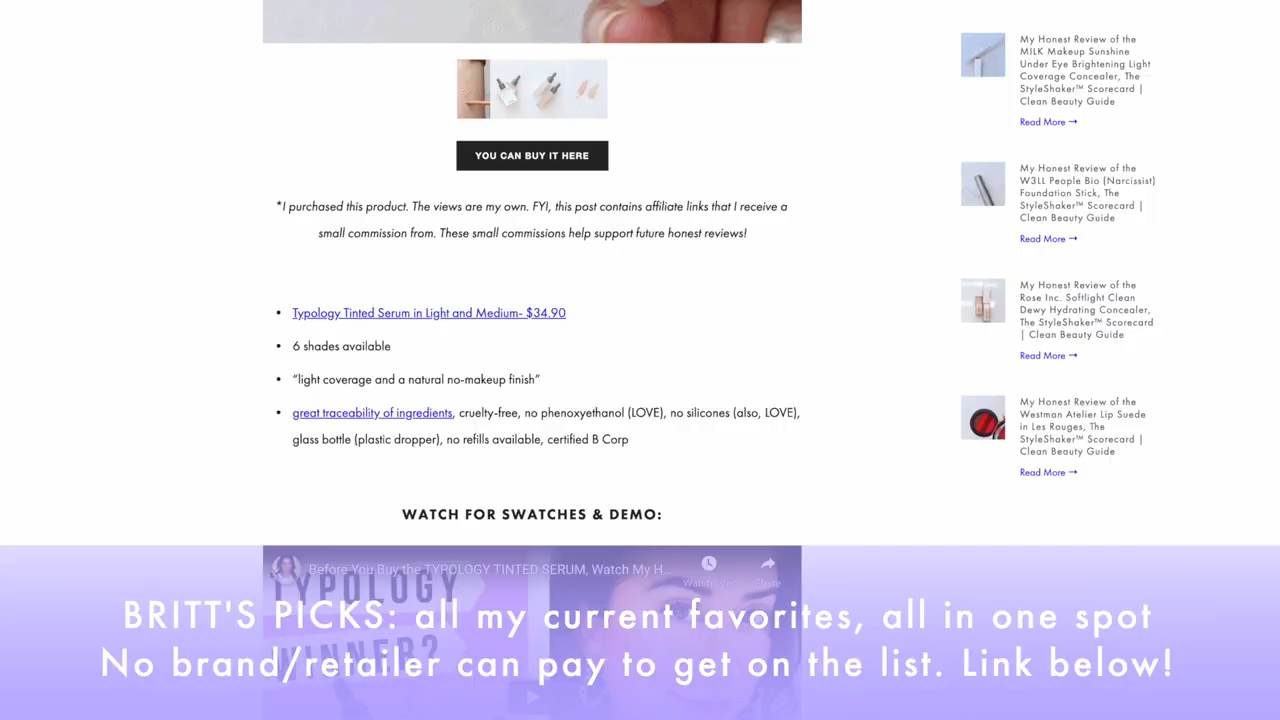 YOU CAN BUY IT HERE
*I purchased this product. The views are my own. FYI, this post contains affiliate links that I receive a
small commission from. These small commissions help support future honest reviews!
• Typology Tinted Serum in Light and Medium- $34.90
• 6 shades available
• “light coverage and a natural no-makeup finish”
• great traceability of ingredients, cruelty-free, no phenoxyethanol (LOVE), no silicones (also, LOVE),
glass bottle (plastic dropper), no refills available, certified B Corp
WATCH FOR SWATCHES & DEMO:
Before You Buy the TYPOLOGY TINTED SERUM, Watch My H...
Share
TYPOLOGY
WINNER?
BRITT'S PICKS: all my current favorites, all in one spot
No brand/retailer can pay to get on the list. Link below!
My Honest Review of the
MILK Makeup Sunshine
Under Eye Brightening Light
Coverage Concealer, The
StyleShaker™ Scorecard |
Clean Beauty Guide
Read More →
My Honest Review of the
W3LL People Bio (Narcissist)
Foundation Stick, The
StyleShaker™ Scorecard |
Clean Beauty Guide
Read More →
My Honest Review of the
Rose Inc. Softlight Clean
Dewy Hydrating Concealer,
The StyleShaker™ Scorecard
| Clean Beauty Guide
Read More →
My Honest Review of the
Westman Atelier Lip Suede
in Les Rouges, The
StyleShaker™ Scorecard |
Clean Beauty Guide
Read More →